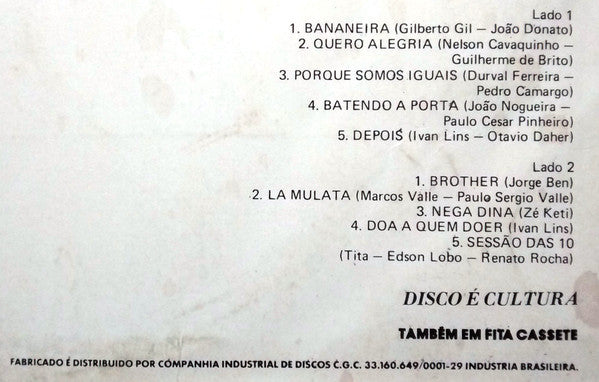 Lado 1
1. BANANEIRA (Gilberto Gil — João Donato)
2. QUERO ALEGRIA (Nelson Cavaquinho —
Guilherme de Brito)
3. PORQUE SOMOS IGUAIS (Durval Ferreira —
Pedro Camargo)
4. BATENDO A PORTA (João Nogueira —
Paulo Cesar Pinheiro)
5. DEPOIS (Ivan Lins — Otavio Daher)
Lado 2
1. BROTHER (Jorge Ben)
2. LA MULATA (Marcos Valle — Paulo Sergio Valle)
3. NEGA DINA (Zé Keti)
4. DOA A QUEM DOER (Ivan Lins)
5. SESSÃO DAS 10
(Tita — Edson Lobo — Renato Rocha)
DISCO É CULTURA
TAMBÉM EM FITA CASSETE
FABRICADO E DISTRIBUIDO POR COMPANHIA INDUSTRIAL DE DISCOS C.G.C. 33.160.649/0001-29 INDÚSTRIA BRASILEIRA.